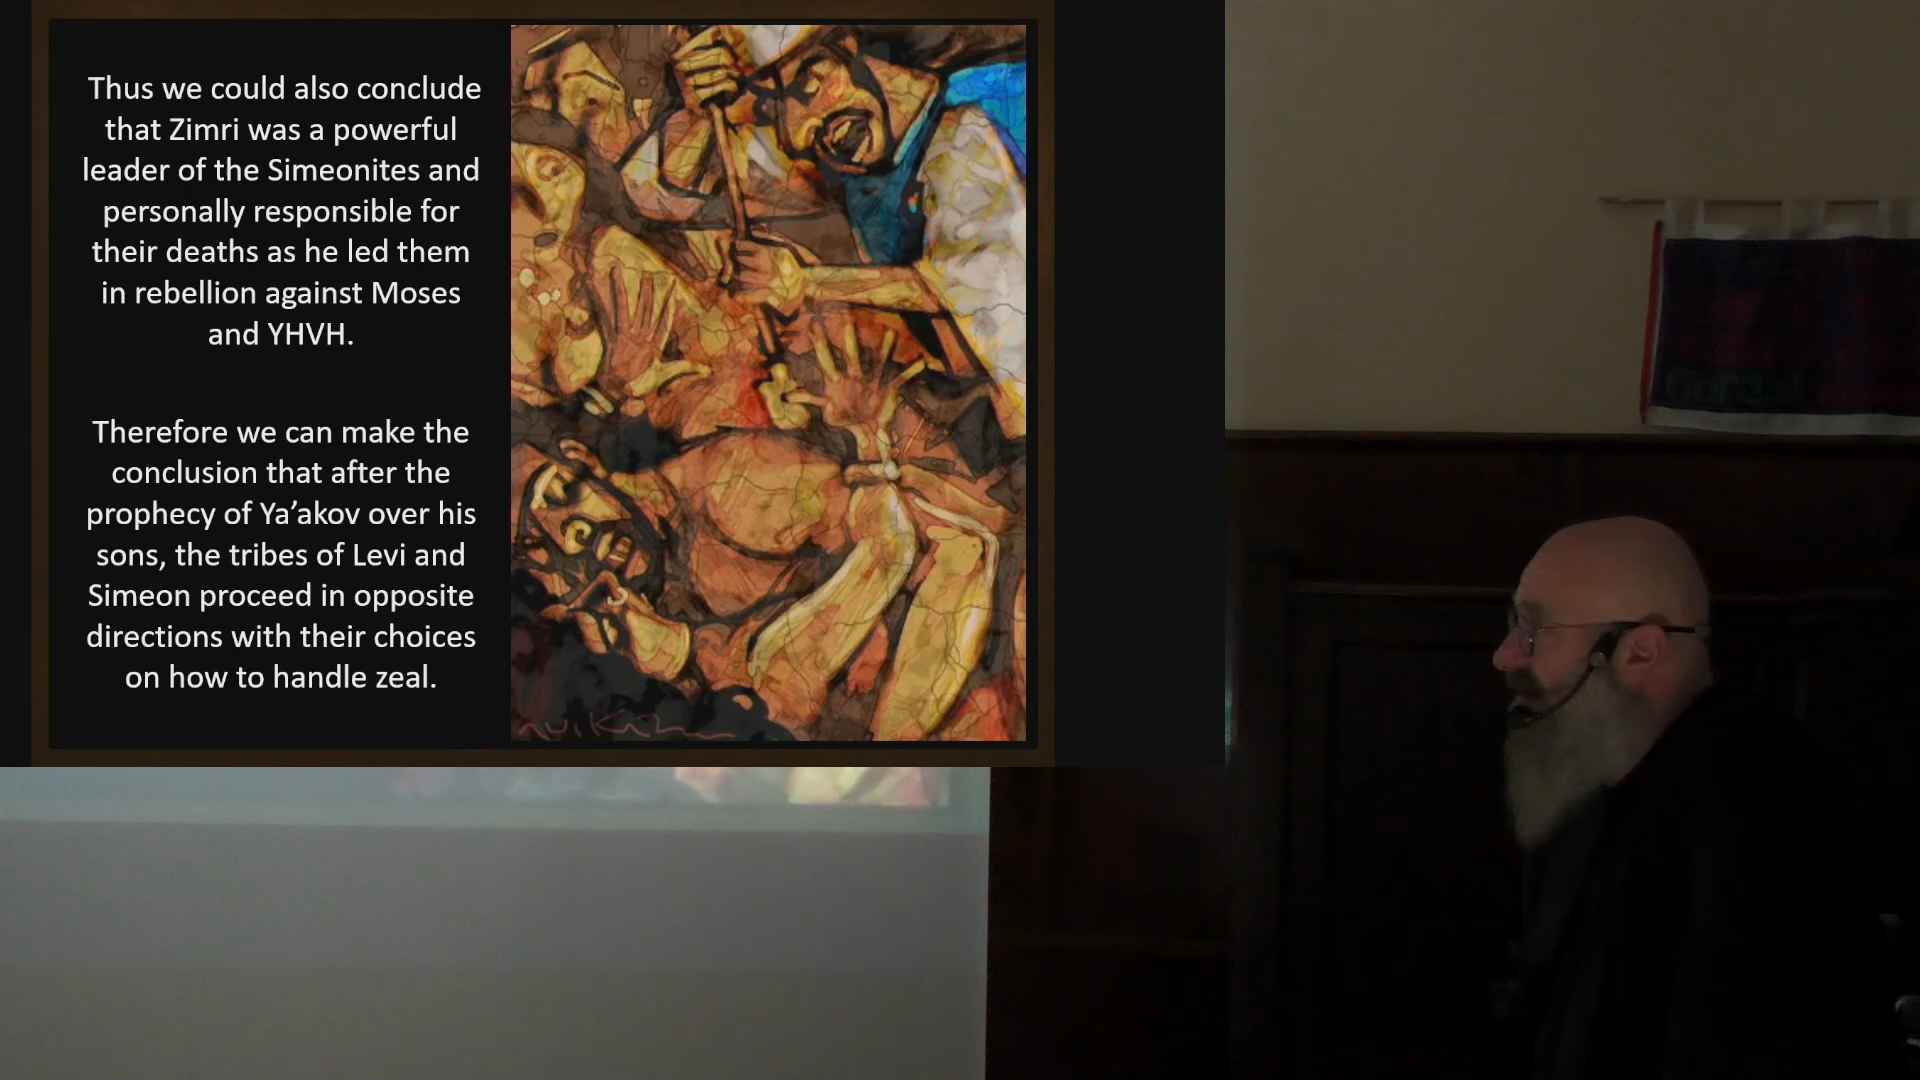 Thus we could also conclude
that Zimri was a powerful
leader of the Simeonites and
personally responsible for
their deaths as he led them
in rebellion against Moses
and YHVH.
Therefore we can make the
conclusion that after the
prophecy of Ya’akov over his
sons, the tribes of Levi and
Simeon proceed in opposite
directions with their choices
on how to handle zeal.